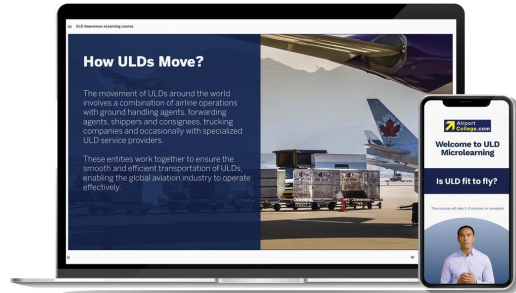 ULD Awareness eLearning course
How ULDs Move?
The movement of ULDs around the world
involves a combination of airline operations
with ground handling agents, forwarding
agents, shippers and consignees, trucking
companies and occasionally with specialized
ULD service providers.
These entities work together to ensure the
smooth and efficient transportation of ULDs,
enabling the global aviation industry to operate
effectively.
Airport
College.com
Welcome to ULD
Microlearning
Is ULD fit to fly?
This module will take 2-3 minutes to complete